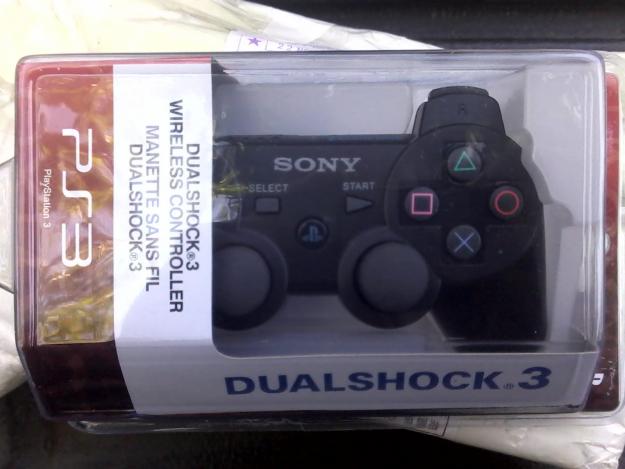 PS3
PlayStation 3
DUALSHOCK®3
WIRELESS CONTROLLER
MANETTE SANS FIL
DUALSHOCK®3
SONY
SELECT
START
DUALSHOCK®3